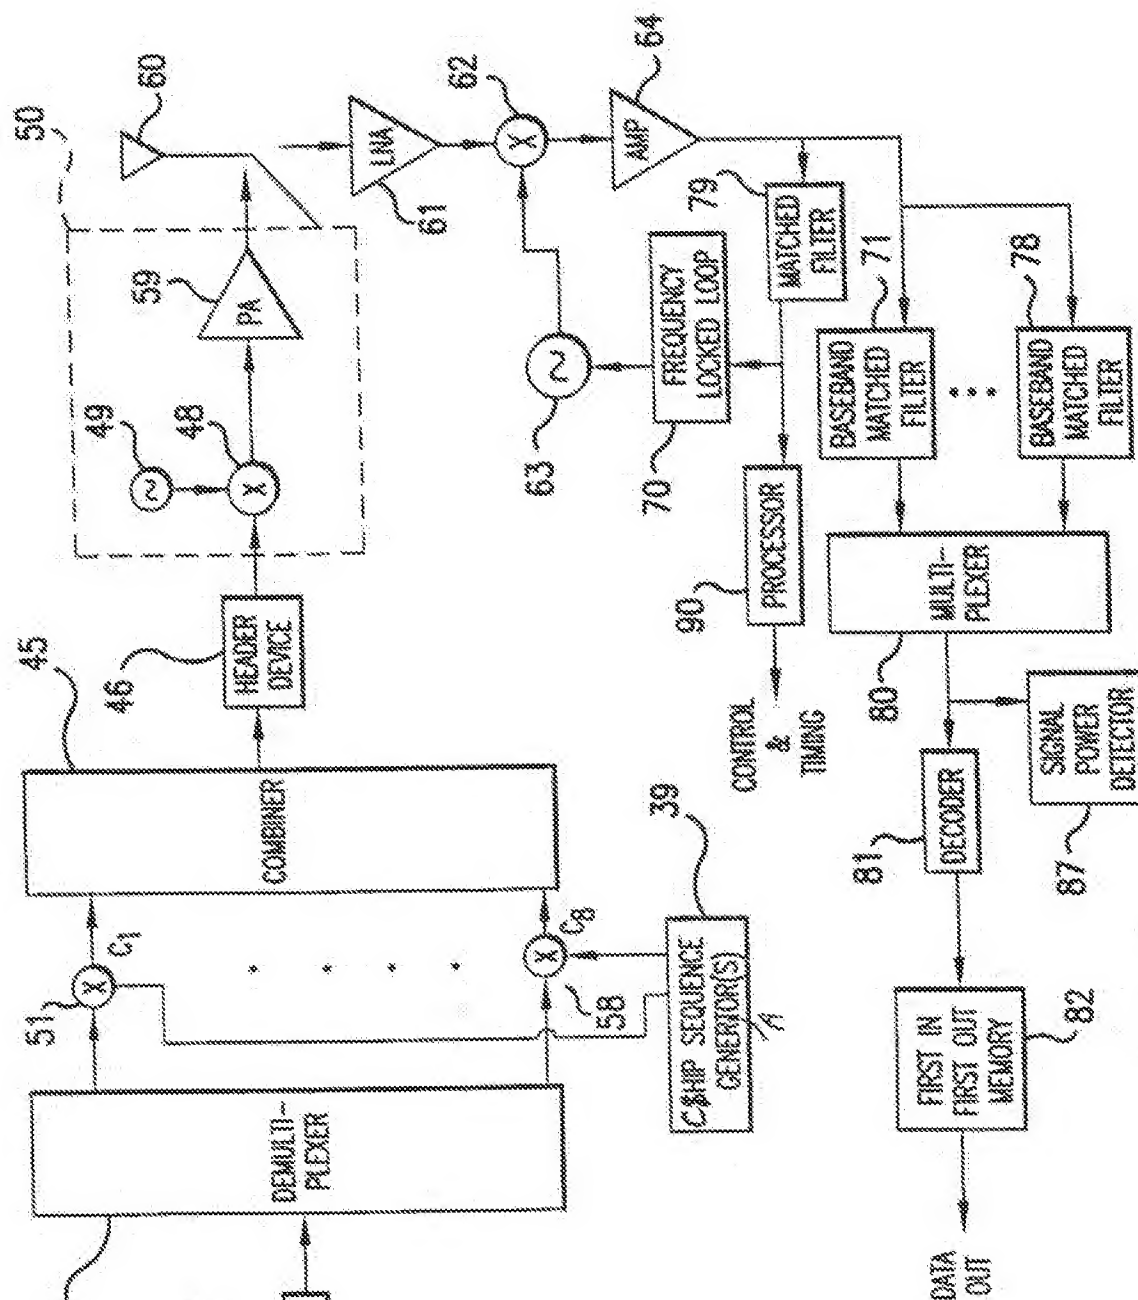 50
60
59
49
48
PA
LNA
61
62
64
AMP
45
46
HEADER
DEVICE
COMBINER
63
FREQUENCY
LOCKED LOOP
70
79
MATCHED
FILTER
71
BASEBAND
MATCHED
FILTER
78
BASEBAND
MATCHED
FILTER
90
PROCESSOR
CONTROL
&
TIMING
MULTI-
PLEXER
80
SIGNAL
POWER
DETECTOR
87
DECODER
81
39
C1
C8
51
58
DEMULTI-
PLEXER
SEQUENCE
A
FIRST IN
FIRST OUT
MEMORY
82
DATA
OUT